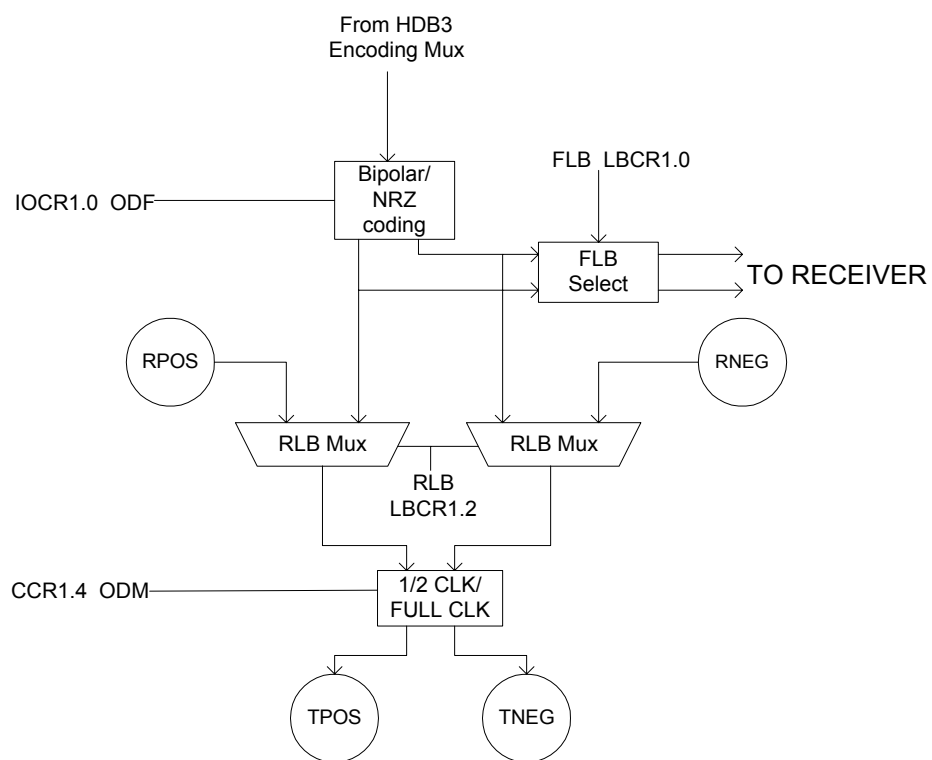 From HDB3
Encoding Mux
FLB LBCR1.0
Bipolar/
NRZ
coding
IOCR1.0 ODF
FLB
Select
TO RECEIVER
RPOS
RNEG
RLB Mux
RLB Mux
RLB
LBCR1.2
CCR1.4 ODM
1/2 CLK/
FULL CLK
TPOS
TNEG